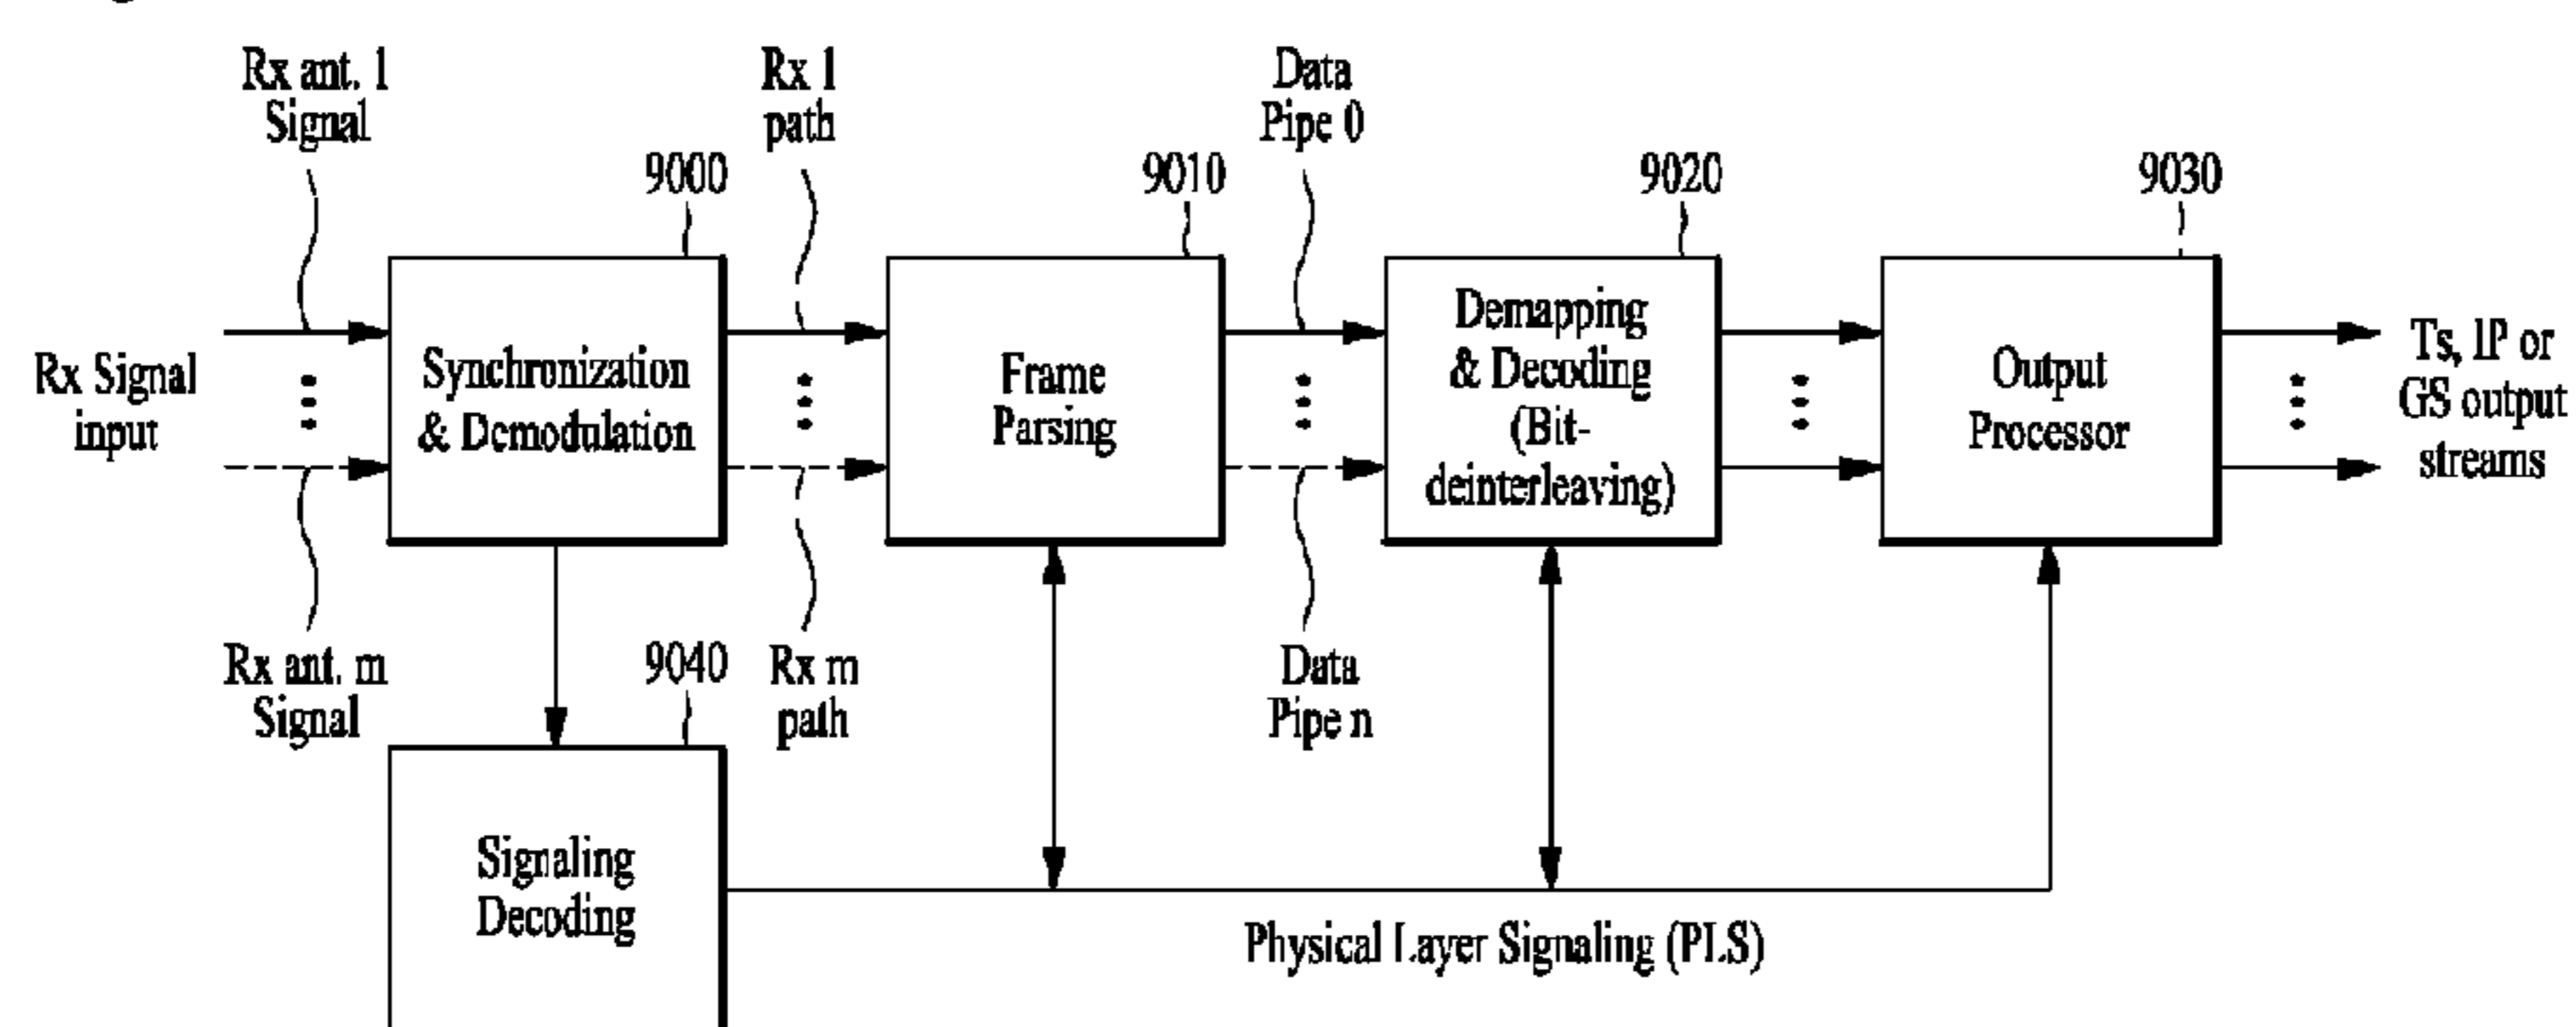 Rx ant. 1
Signal
Rx 1
path
Data
Pipe 0
9000
9010
9020
9030
Rx Signal
input
Synchronization
& Demodulation
Frame
Parsing
Demapping
& Decoding
(Bit-
deinterleaving)
Output
Processor
Ts, IP or
GS output
streams
Rx ant. m
Signal
9040
Rx m
path
Data
Pipe n
Signaling
Decoding
Physical Layer Signaling (PLS)